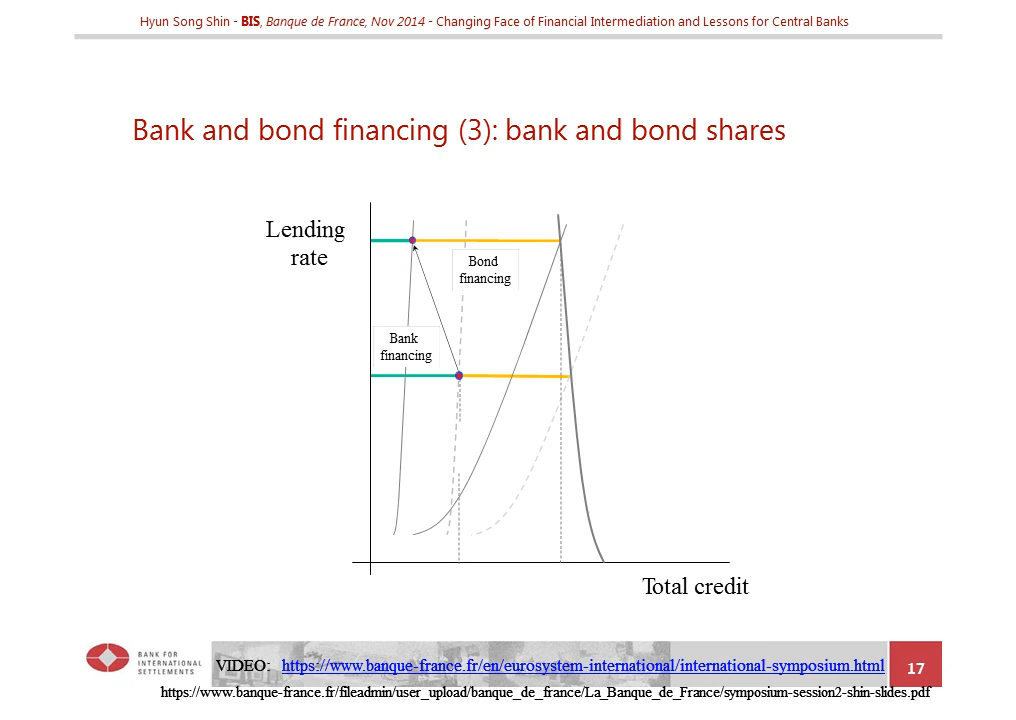 Hyun Song Shin - BIS, Banque de France, Nov 2014 - Changing Face of Financial Intermediation and Lessons for Central Banks
Bank and bond financing (3): bank and bond shares
Lending
rate
Bond
financing
Bank
financing
Total credit
BANK FOR
INTERNATIONAL
SETTLEMENTS
VIDEO: https://www.banque-france.fr/en/eurosystem-international/international-symposium.html
17
https://www.banque-france.fr/fileadmin/user_upload/banque_de_france/La_Banque_de_France/symposium-session2-shin-slides.pdf